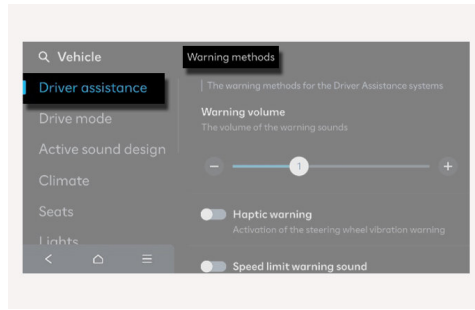 Vehicle
Driver assistance
Drive mode
Active sound design
Climate
Seats
Lights
Warning methods
The warning methods for the Driver Assistance systems
Warning volume
The volume of the warning sounds
1
Haptic warning
Activation of the steering wheel vibration warning
Speed limit warning sound